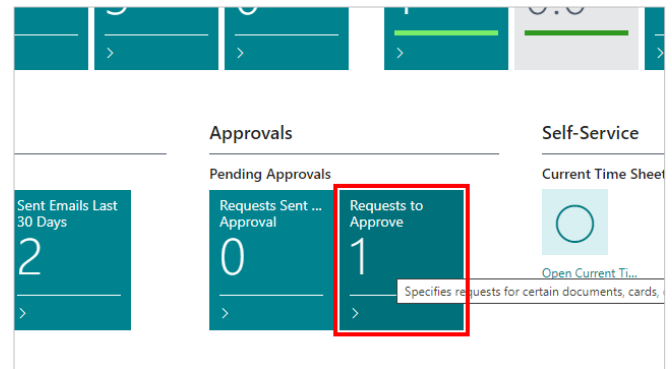 Approvals
Self-Service
Pending Approvals
Current Time Sheet
Sent Emails Last
30 Days
2
Requests Sent ...
Approval
0
Requests to
Approve
1
Open Current Ti...
Specifies requests for certain documents, cards,